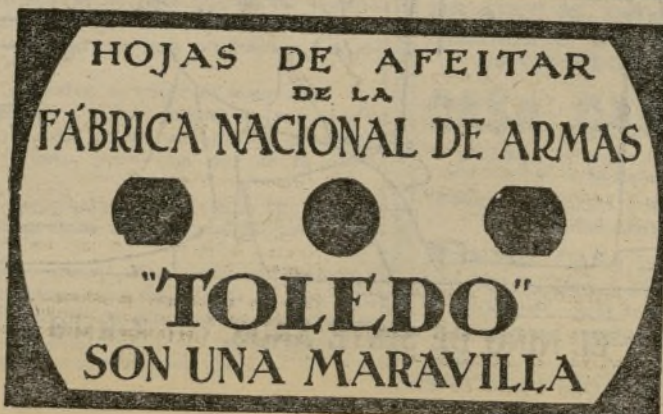 HOJAS DE AFEITAR
DE LA
FÁBRICA NACIONAL DE ARMAS
"TOLEDO"
SON UNA MARAVILLA